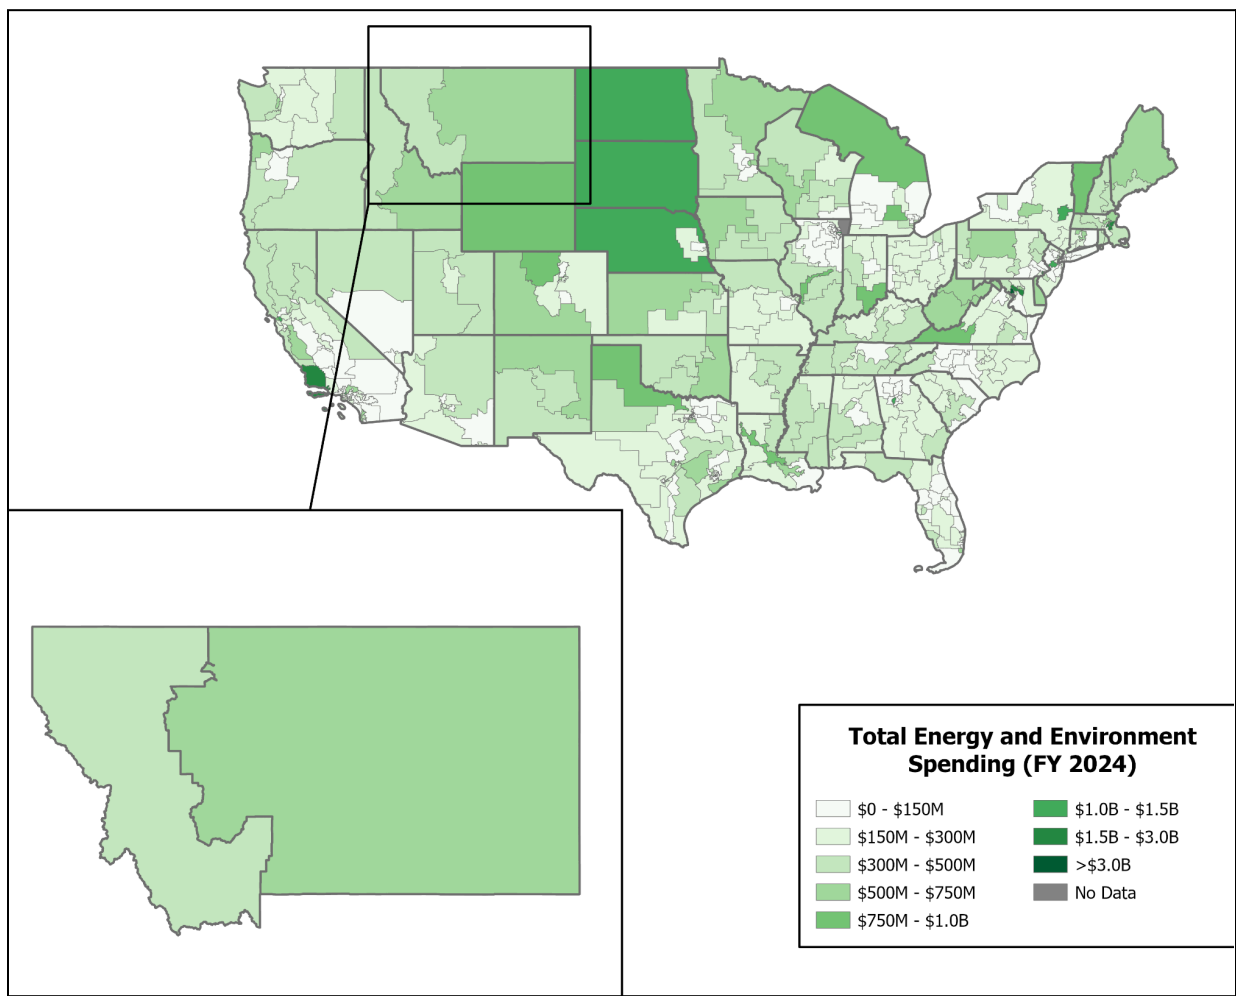 Total Energy and Environment
Spending (FY 2024)
$0 - $150M
$150M - $300M
$300M - $500M
$500M - $750M
$750M - $1.0B
$1.0B - $1.5B
$1.5B - $3.0B
>$3.0B
No Data